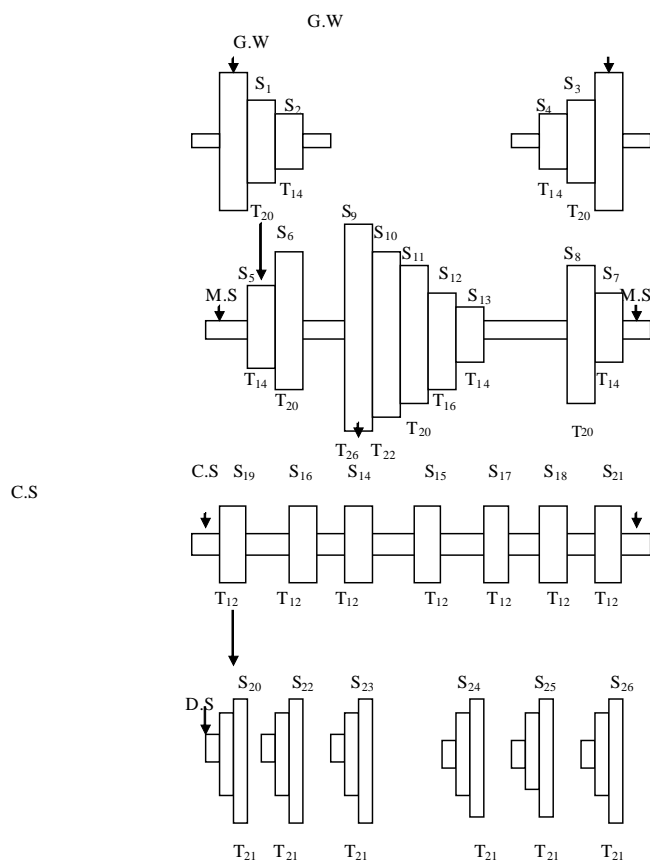 G.W
G.W
S₁ S₃
S₂ S₄
T₁₄ T₁₄
T₂₀ S₉ T₂₀
S₆ S₁₀
S₅ S₁₁ S₈ S₇
M.S S₁₂ M.S
S₁₃
T₁₄ T₁₄ T₁₄
T₂₀ T₁₆
T₂₀ T₂₀
T₂₆ T₂₂
C.S S₁₉ S₁₆ S₁₄ S₁₅ S₁₇ S₁₈ S₂₁
C.S
T₁₂ T₁₂ T₁₂ T₁₂ T₁₂ T₁₂ T₁₂
S₂₀ S₂₂ S₂₃ S₂₄ S₂₅ S₂₆
D.S
T₂₁ T₂₁ T₂₁ T₂₁ T₂₁ T₂₁